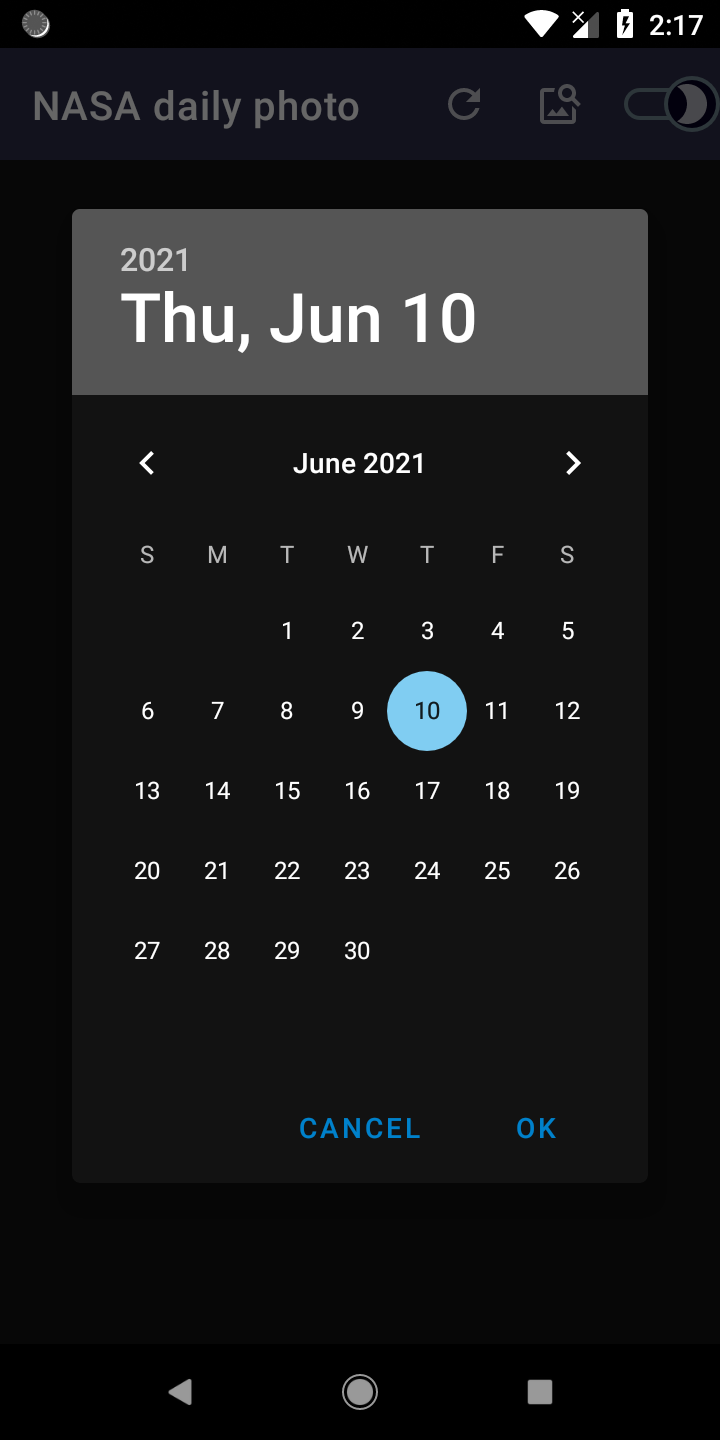 2:17
NASA daily photo
2021
Thu, Jun 10
June 2021
S M T W T F S
1 2 3 4 5
6 7 8 9 10 11 12
13 14 15 16 17 18 19
20 21 22 23 24 25 26
27 28 29 30
CANCEL OK